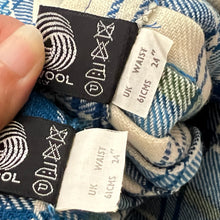 WOOL
P
UK WAIST
61CMS 24"
OOL
P
UK WAIST
61CMS 24"